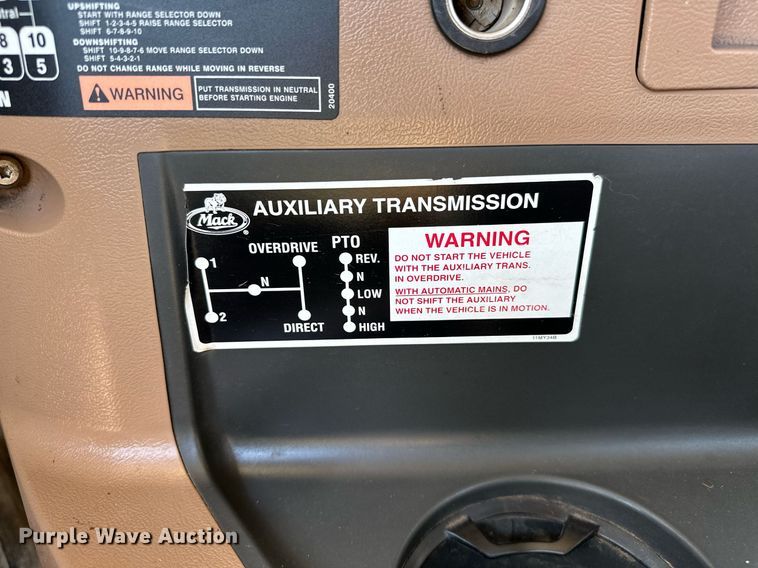 UPSHIFTING
START WITH RANGE SELECTOR DOWN
SHIFT 1-2-3-4-5 RAISE RANGE SELECTOR
SHIFT 6-7-8-9-10
DOWNSHIFTING
SHIFT 10-9-8-7-6 MOVE RANGE SELECTOR DOWN
SHIFT 5-4-3-2-1
DO NOT CHANGE RANGE WHILE MOVING IN REVERSE
8 10
3 5
N
WARNING
PUT TRANSMISSION IN NEUTRAL
BEFORE STARTING ENGINE
20400
Mack ®
AUXILIARY TRANSMISSION
1
N
2
OVERDRIVE
DIRECT
PTO
REV.
N
LOW
N
HIGH
WARNING
DO NOT START THE VEHICLE
WITH THE AUXILIARY TRANS.
IN OVERDRIVE.
WITH AUTOMATIC MAINS, DO
NOT SHIFT THE AUXILIARY
WHEN THE VEHICLE IS IN MOTION.
11MY34B
Purple Wave Auction